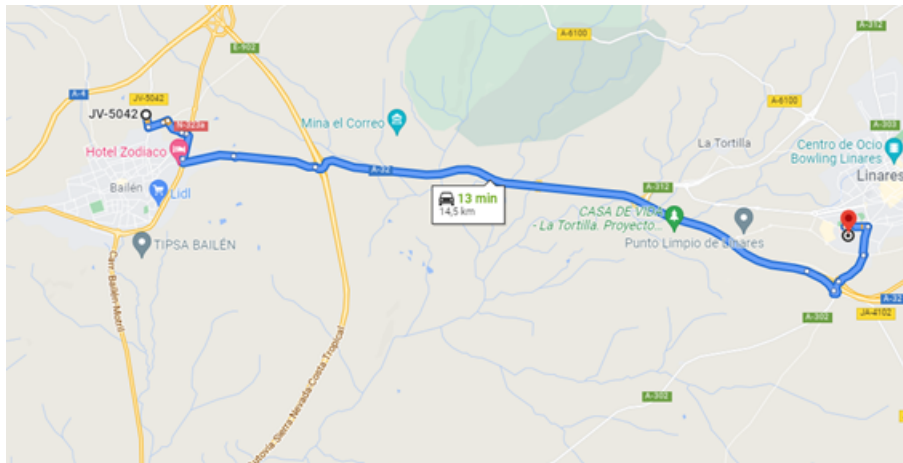 E-902
A-6100
A-312
A-4
JV-5042
JV-5042
N-323a
Mina el Correo
A-6100
A-303
La Tortilla
Centro de Ocio
Bowling Linares
Hotel Zodiaco
A-32
Linares
Bailén
Lidl
13 min
14,5 km
A-312
CASA DE VIDA
- La Tortilla. Proyecto...
Punto Limpio de Linares
TIPSA BAILÉN
Carr. Bailén-Motril
A-32
JA-4102
A-302
Autovía Sierra Nevada Costa Tropical
A-302